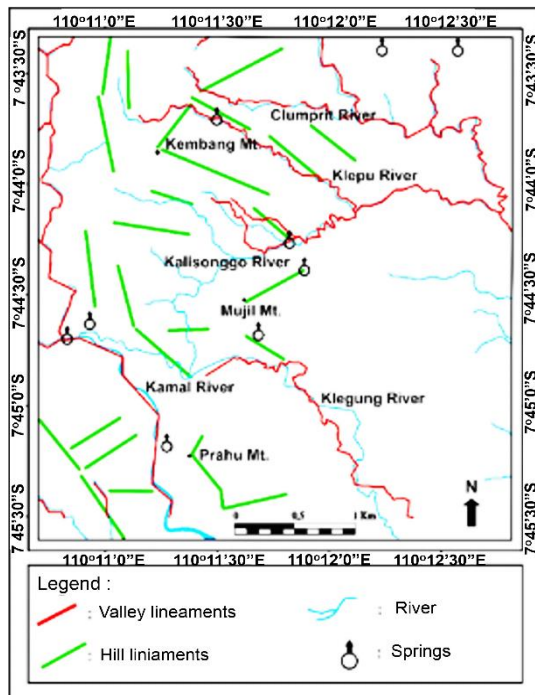 110°11'0"E 110°11'30"E 110°12'0"E 110°12'30"E
7°43'30"S 7°43'30"S
Clumprit River
Kembang Mt.
Klepu River
7°44'0"S 7°44'0"S
Kalisonggo River
7°44'30"S 7°44'30"S
Mujil Mt.
Kamal River
Klegung River
7°45'0"S 7°45'0"S
Prahu Mt.
N
0 0,5 1 Km
7°45'30"S 7°45'30"S
110°11'0"E 110°11'30"E 110°12'0"E 110°12'30"E
Legend :
: Valley lineaments : River
: Hill liniaments : Springs